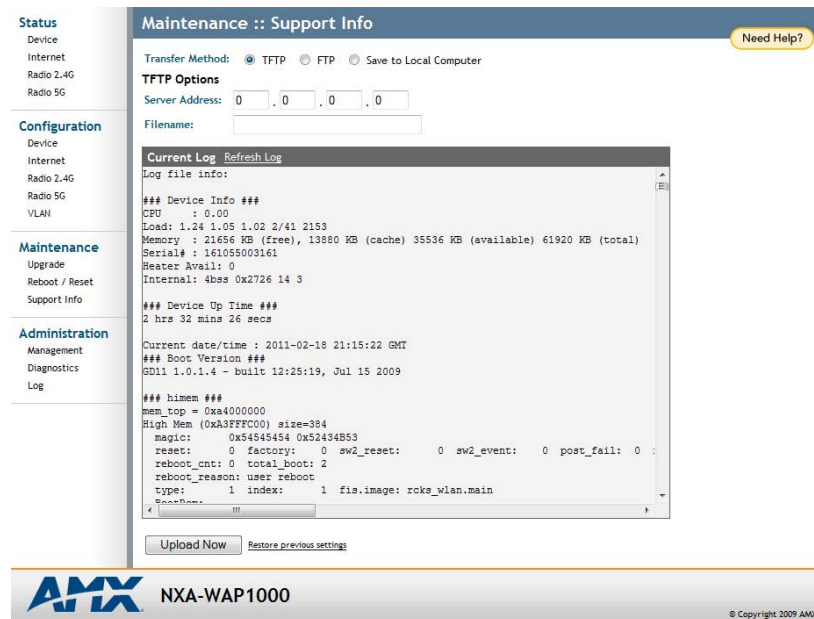 Status
Device
Internet
Radio 2.4G
Radio 5G
Configuration
Device
Internet
Radio 2.4G
Radio 5G
VLAN
Maintenance
Upgrade
Reboot / Reset
Support Info
Administration
Management
Diagnostics
Log
Maintenance :: Support Info
Need Help?
Transfer Method: TFTP FTP Save to Local Computer
TFTP Options
Server Address: 0 . 0 . 0 . 0
Filename:
Current Log Refresh Log
Log file info:
### Device Info ###
CPU : 0.00
Load: 1.24 1.05 1.02 2/41 2153
Memory : 21656 KB (free), 13880 KB (cache) 35536 KB (available) 61920 KB (total)
Serial# : 161055003161
Heater Avail: 0
Internal: 4bss 0x2726 14 3
### Device Up Time ###
2 hrs 32 mins 26 secs
Current date/time : 2011-02-18 21:15:22 GMT
### Boot Version ###
GD11 1.0.1.4 - built 12:25:19, Jul 15 2009
### himem ###
mem_top = 0xa4000000
High Mem (0xA3FFFC00) size=384
magic: 0x54545454 0x52434B53
reset: 0 factory: 0 sw2_reset: 0 sw2_event: 0 post_fail: 0
reboot_cnt: 0 total_boot: 2
reboot_reason: user reboot
type: 1 index: 1 fis.image: rcks_wlan.main
Upload Now Restore previous settings
AMX NXA-WAP1000
© Copyright 2009 AMX